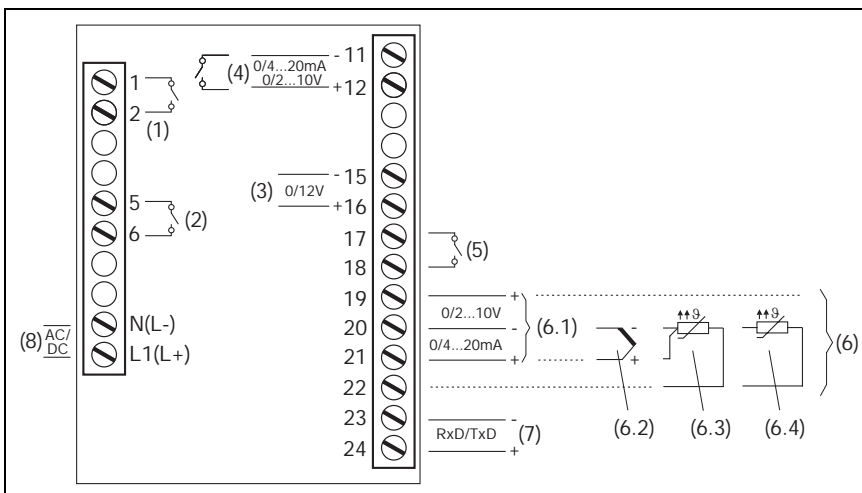 1
2
(1)
5
6
(2)
(8) AC/
DC
N(L-)
L1(L+)
(4)
0/4...20mA
0/2...10V
- 11
+ 12
(3)
0/12V
- 15
+ 16
17
18
(5)
19
20
21
22
23
24
+
0/2...10V
-
0/4...20mA
+
(6.1)
-
+
(6.2)
ϑ
(6.3)
ϑ
(6.4)
(6)
-
RxD/TxD
+
(7)